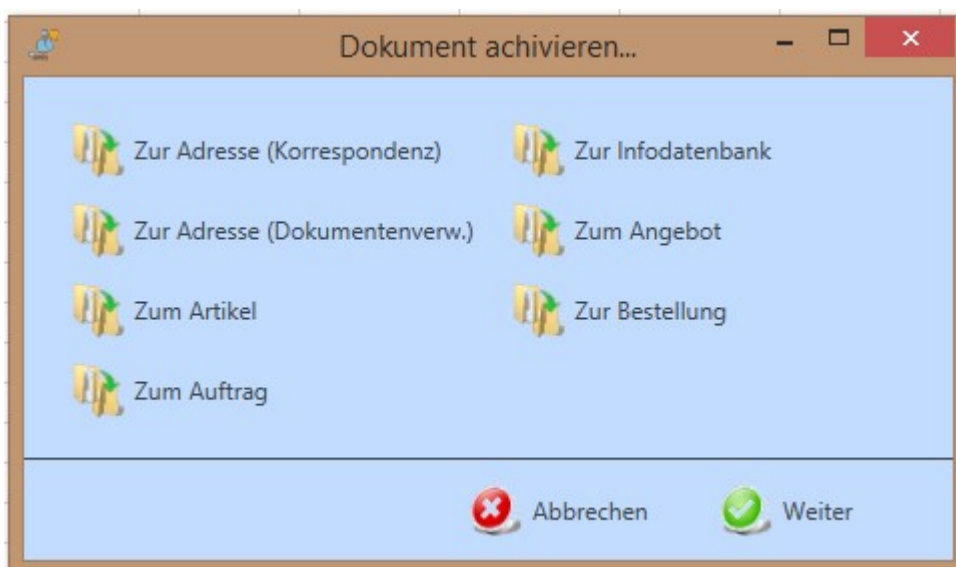 Dokument achivieren...
Zur Adresse (Korrespondenz)
Zur Infodatenbank
Zur Adresse (Dokumentenverw.)
Zum Angebot
Zum Artikel
Zur Bestellung
Zum Auftrag
Abbrechen
Weiter